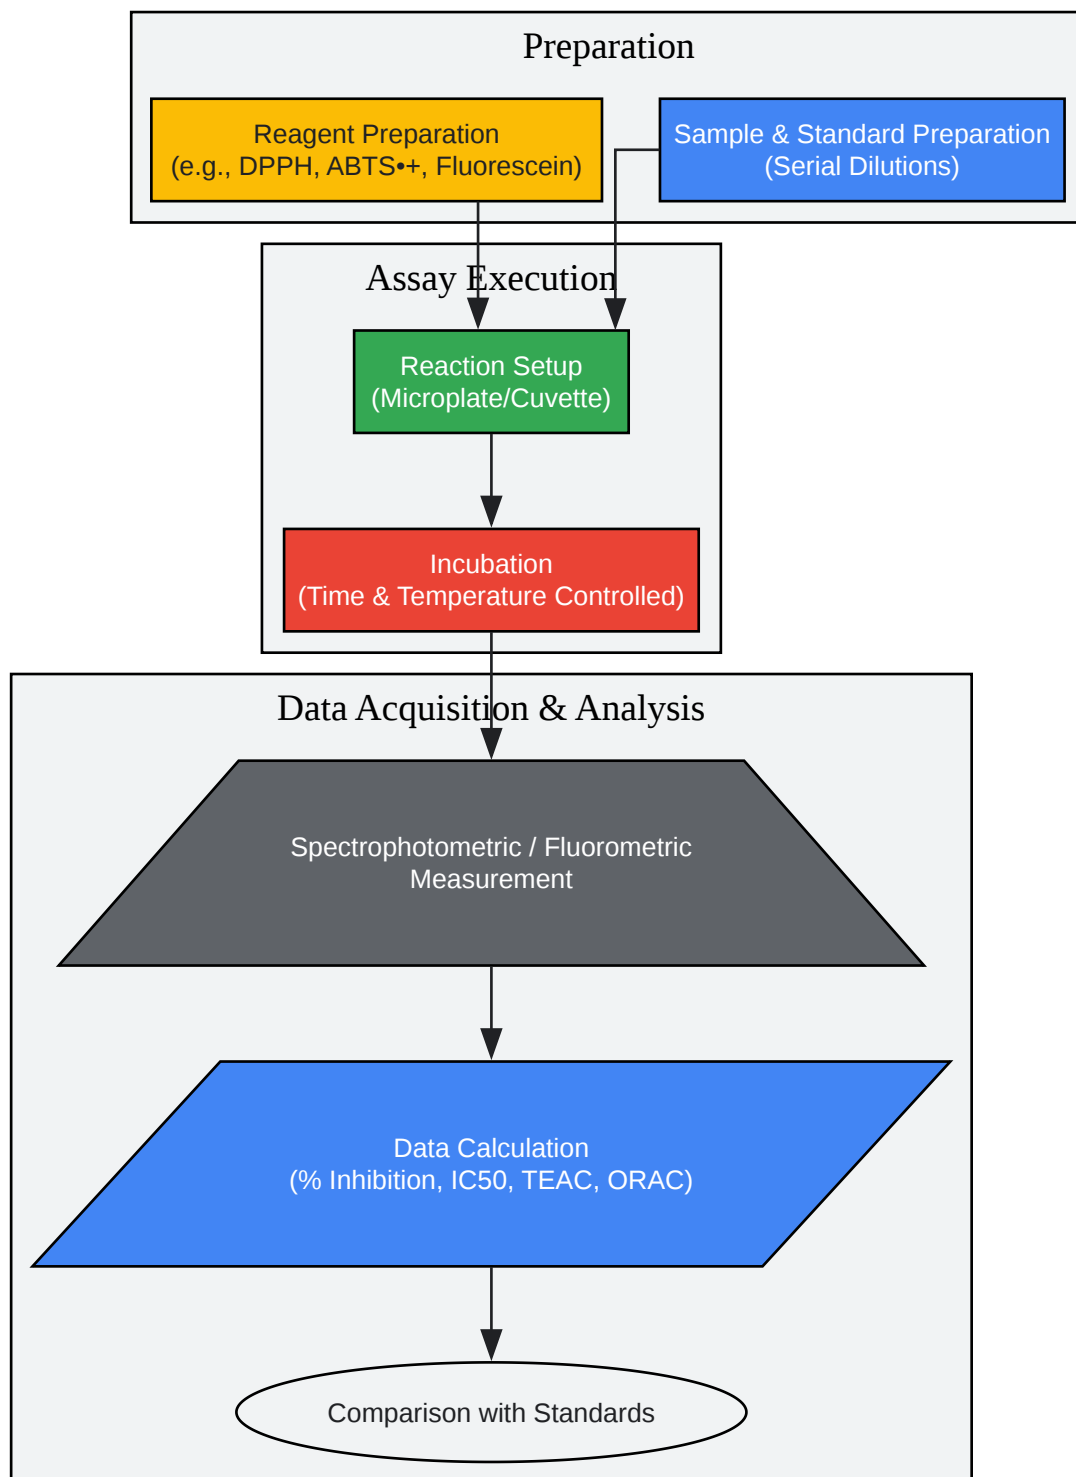 Preparation
Reagent Preparation
(e.g., DPPH, ABTS•+, Fluorescein)
Sample & Standard Preparation
(Serial Dilutions)
Assay Execution
Reaction Setup
(Microplate/Cuvette)
Incubation
(Time & Temperature Controlled)
Data Acquisition & Analysis
Spectrophotometric / Fluorometric
Measurement
Data Calculation
(% Inhibition, IC50, TEAC, ORAC)
Comparison with Standards